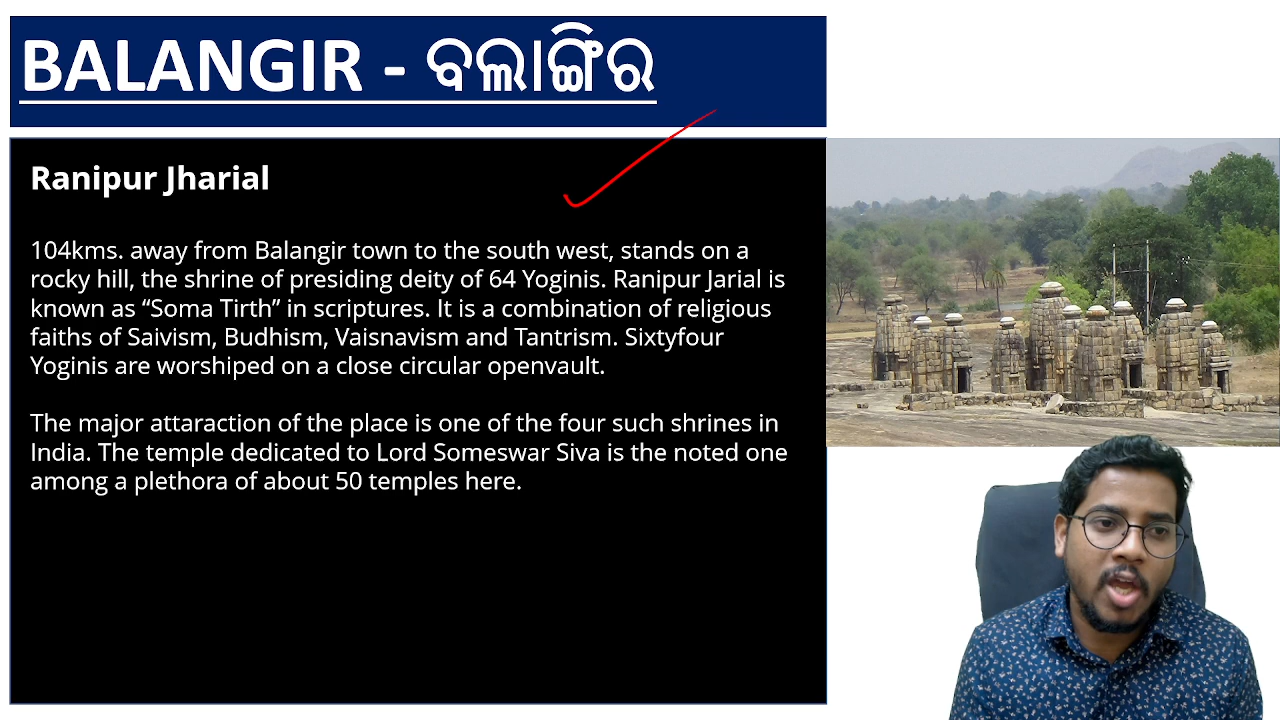 BALANGIR - ବଲାଙ୍ଗିର
Ranipur Jharial
104kms. away from Balangir town to the south west, stands on a
rocky hill, the shrine of presiding deity of 64 Yoginis. Ranipur Jarial is
known as “Soma Tirth” in scriptures. It is a combination of religious
faiths of Saivism, Budhism, Vaisnavism and Tantrism. Sixtyfour
Yoginis are worshiped on a close circular openvault.
The major attaraction of the place is one of the four such shrines in
India. The temple dedicated to Lord Someswar Siva is the noted one
among a plethora of about 50 temples here.